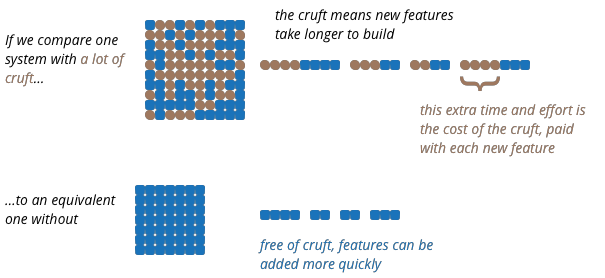 If we compare one
system with a lot of
cruft...
the cruft means new features
take longer to build
this extra time and effort is
the cost of the cruft, paid
with each new feature
...to an equivalent
one without
free of cruft, features can be
added more quickly